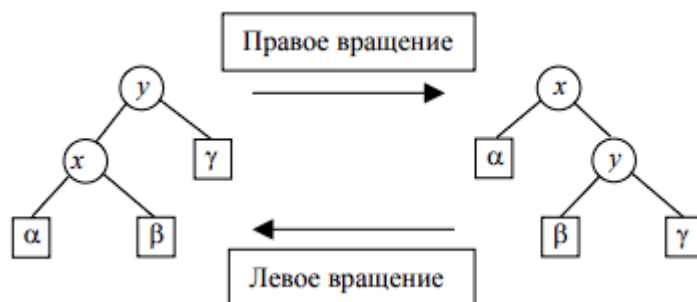 Правое вращение
y
x
x
γ
α
y
α
β
β
γ
Левое вращение